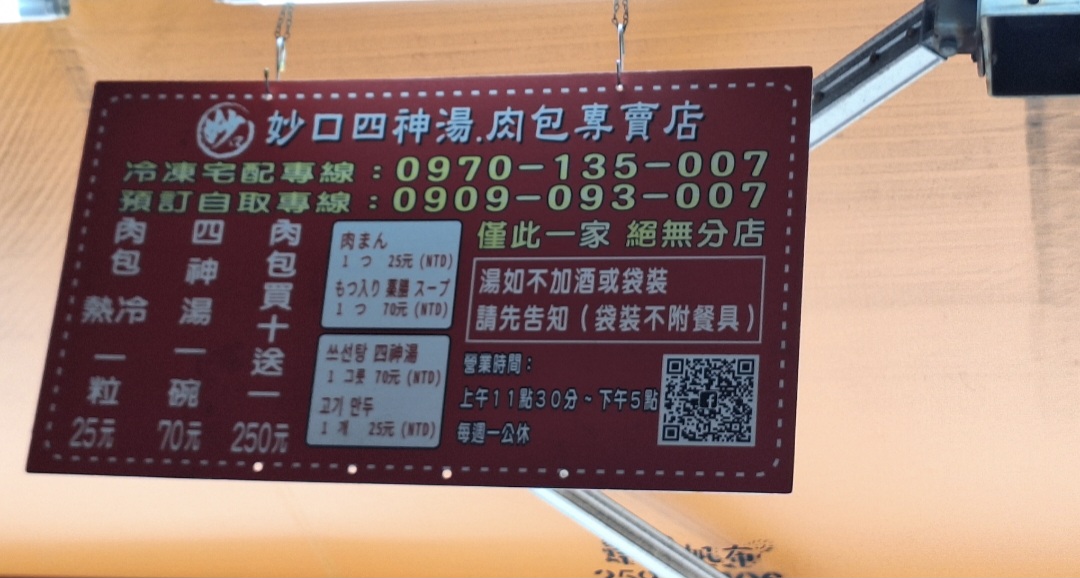 妙口四神湯.肉包專賣店
冷凍宅配專線：0970-135-007
預訂自取專線：0909-093-007
肉包 熱冷 一粒 25元
四神湯 一碗 70元
肉包買十送一 250元
肉まん
1 つ 25元 (NTD)
もつ入り 薬膳 スープ
1 つ 70元 (NTD)
쓰선탕 四神湯
1 그릇 70元 (NTD)
고기 만두
1 개 25元 (NTD)
僅此一家 絕無分店
湯如不加酒或袋裝
請先告知（袋裝不附餐具）
營業時間：
上午11點30分~下午5點
每週一公休
帆布